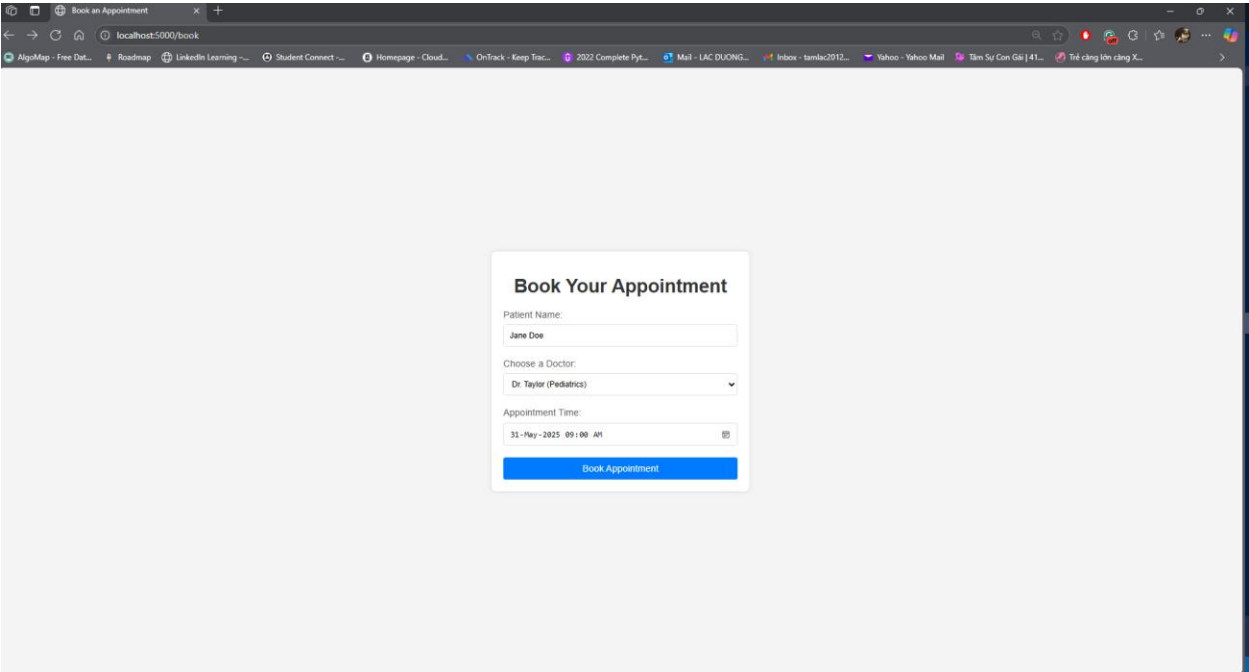 Book an Appointment
localhost:5000/book
AlgoMap - Free Dat... Roadmap LinkedIn Learning -... Student Connect -... Homepage - Cloud... OnTrack - Keep Trac... 2022 Complete Pyt... Mail - LAC DUONG... Inbox - tamlac2012... Yahoo - Yahoo Mail Tâm Sự Con Gái | 41... Trẻ càng lớn càng X...
Book Your Appointment
Patient Name:
Jane Doe
Choose a Doctor:
Dr. Taylor (Pediatrics)
Appointment Time:
31-May-2025 09:00 AM
Book Appointment